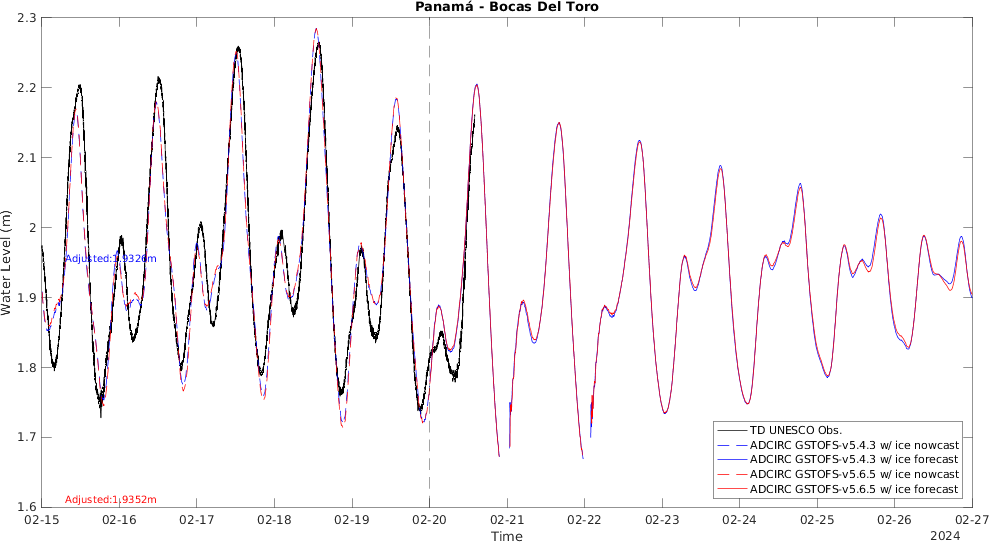 Panamá - Bocas Del Toro
2.3
2.2
2.1
2
1.9
1.8
1.7
1.6
Water Level (m)
Adjusted:1.9326m
Adjusted:1.9352m
TD UNESCO Obs.
ADCIRC GSTOFS-v5.4.3 w/ ice nowcast
ADCIRC GSTOFS-v5.4.3 w/ ice forecast
ADCIRC GSTOFS-v5.6.5 w/ ice nowcast
ADCIRC GSTOFS-v5.6.5 w/ ice forecast
02-15 02-16 02-17 02-18 02-19 02-20 02-21 02-22 02-23 02-24 02-25 02-26 02-27
Time
2024